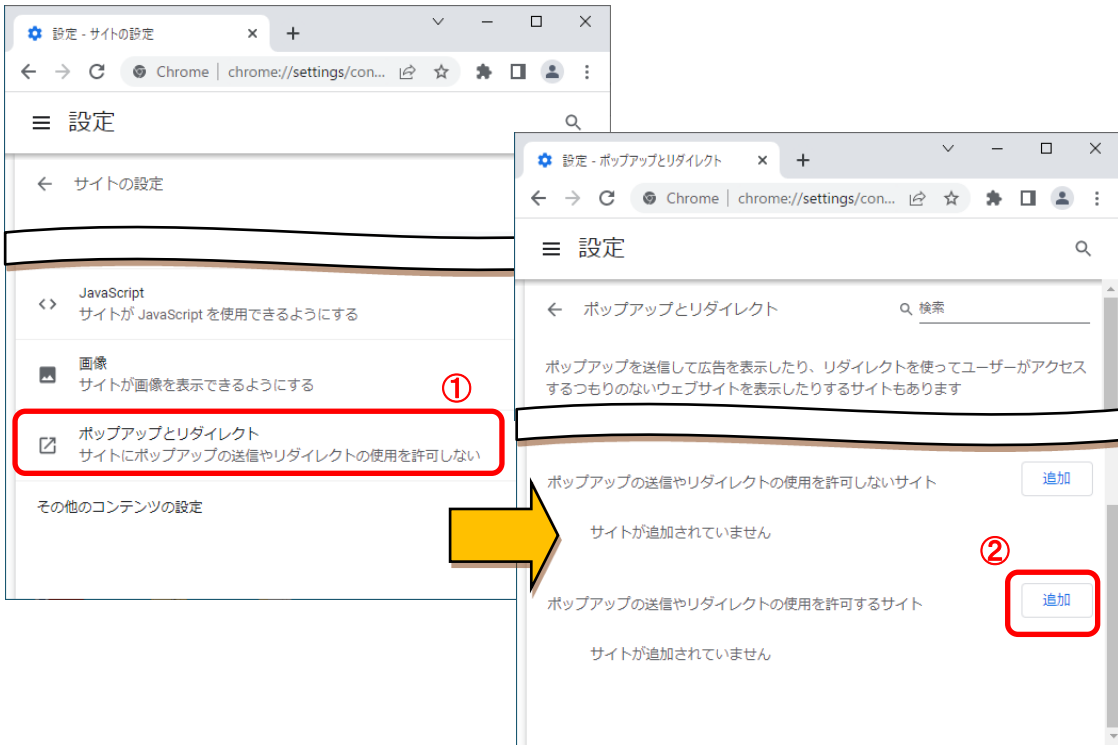 設定 - サイトの設定
Chrome | chrome://settings/con...
設定
サイトの設定
JavaScript
サイトが JavaScript を使用できるようにする
画像
サイトが画像を表示できるようにする
①
ポップアップとリダイレクト
サイトにポップアップの送信やリダイレクトの使用を許可しない
その他のコンテンツの設定
設定 - ポップアップとリダイレクト
Chrome | chrome://settings/con...
設定
ポップアップとリダイレクト
検索
ポップアップを送信して広告を表示したり、リダイレクトを使ってユーザーがアクセス
するつもりのないウェブサイトを表示したりするサイトもあります
ポップアップの送信やリダイレクトの使用を許可しないサイト
追加
サイトが追加されていません
②
ポップアップの送信やリダイレクトの使用を許可するサイト
追加
サイトが追加されていません